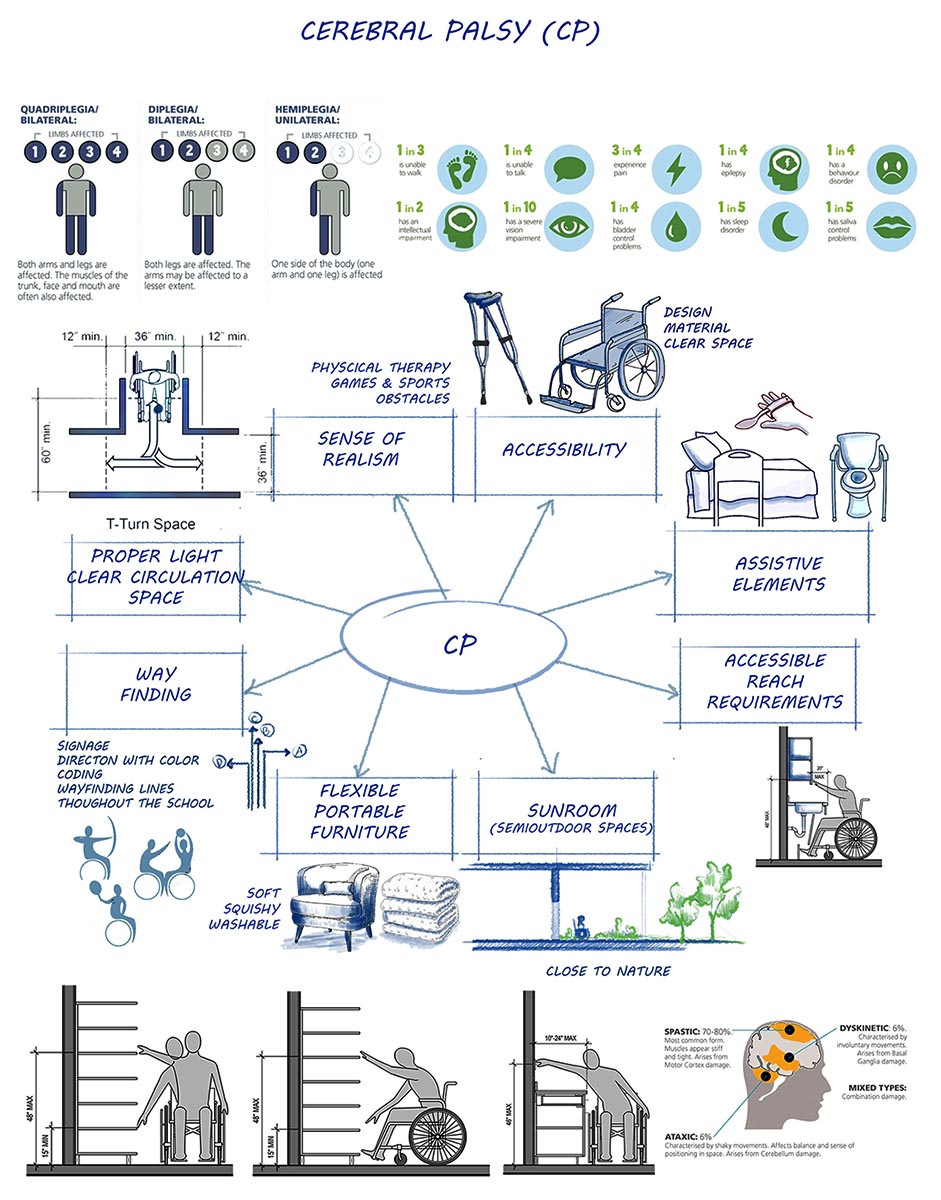 CEREBRAL PALSY (CP)
QUADRIPLEGIA/
BILATERAL:
LIMBS AFFECTED
1 2 3 4
Both arms and legs are
affected. The muscles of the
trunk, face and mouth are
often also affected.
DIPLEGIA/
BILATERAL:
LIMBS AFFECTED
1 2 3 4
Both legs are affected. The
arms may be affected to a
lesser extent.
HEMIPLEGIA/
UNILATERAL:
LIMBS AFFECTED
1 2 3 4
One side of the body (one
arm and one leg) is affected
1 in 3
is unable
to walk
1 in 4
is unable
to talk
3 in 4
experience
pain
1 in 4
has
epilepsy
1 in 4
has a
behaviour
disorder
1 in 2
has an
intellectual
impairment
1 in 10
has a severe
vision
impairment
1 in 4
has
bladder
control
problems
1 in 5
has sleep
disorder
1 in 5
has saliva
control
problems
12" min.
36" min.
12" min.
60" min.
36" min.
T-Turn Space
PHYSCICAL THERAPY
GAMES & SPORTS
OBSTACLES
DESIGN
MATERIAL
CLEAR SPACE
SENSE OF
REALISM
ACCESSIBILITY
PROPER LIGHT
CLEAR CIRCULATION
SPACE
ASSISTIVE
ELEMENTS
CP
WAY
FINDING
ACCESSIBLE
REACH
REQUIREMENTS
SIGNAGE
DIRECTON WITH COLOR
CODING
WAYFINDING LINES
THOUGHOUT THE SCHOOL
C
B
A
D
FLEXIBLE
PORTABLE
FURNITURE
SUNROOM
(SEMIOUTDOOR SPACES)
20"
MAX
48" MAX
SOFT
SQUISHY
WASHABLE
CLOSE TO NATURE
48" MAX
15" MIN
48" MAX
15" MIN
10"-24" MAX
46" MAX
SPASTIC: 70-80%.
Most common form.
Muscles appear stiff
and tight. Arises from
Motor Cortex damage.
DYSKINETIC: 6%.
Characterised by
involuntary movements.
Arises from Basal
Ganglia damage.
MIXED TYPES:
Combination damage.
ATAXIC: 6%
Characterised by shaky movements. Affects balance and sense of
positioning in space. Arises from Cerebellum damage.